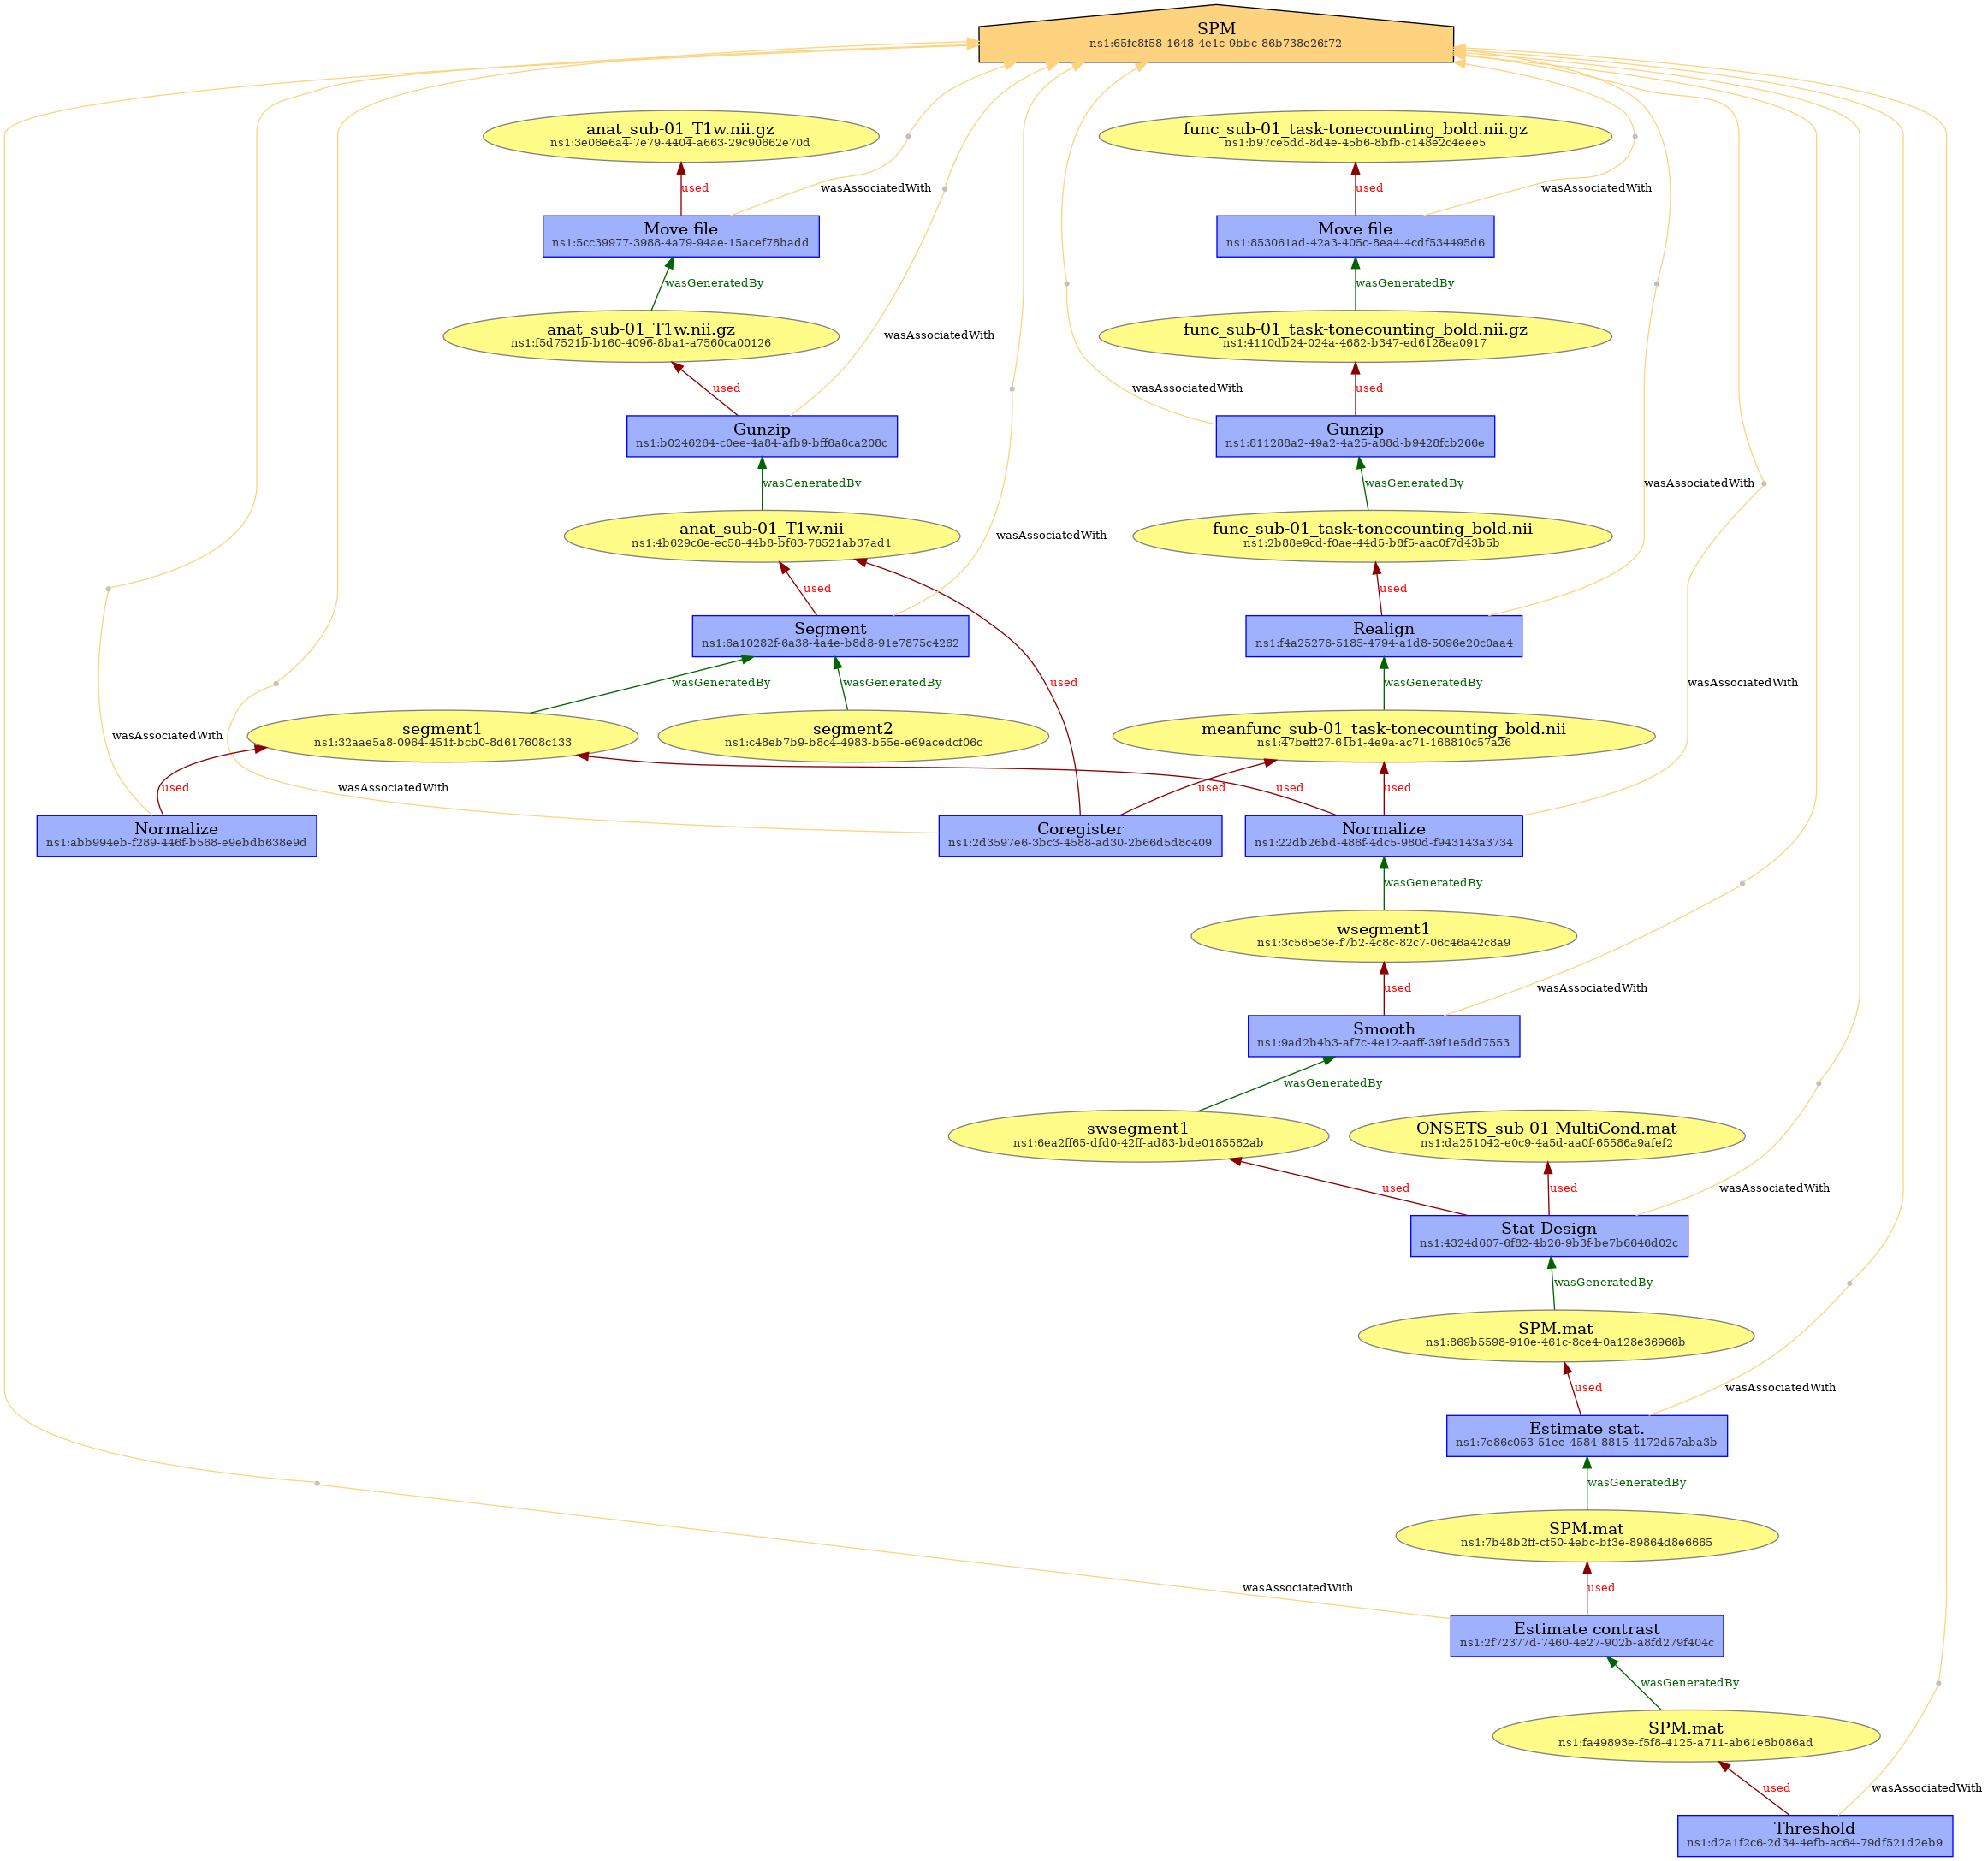 SPM
ns1:65fc8f58-1648-4e1c-9bbc-86b738e26f72
anat_sub-01_T1w.nii.gz
ns1:3e06e6a4-7e79-4404-a663-29c90662e70d
func_sub-01_task-tonecounting_bold.nii.gz
ns1:b97ce5dd-8d4e-45b6-8bfb-c148e2c4eee5
used
wasAssociatedWith
used
wasAssociatedWith
Move file
ns1:5cc39977-3988-4a79-94ae-15acef78badd
Move file
ns1:853061ad-42a3-405c-8ea4-4cdf534495d6
wasGeneratedBy
wasGeneratedBy
anat_sub-01_T1w.nii.gz
ns1:f5d7521b-b160-4096-8ba1-a7560ca00126
wasAssociatedWith
func_sub-01_task-tonecounting_bold.nii.gz
ns1:4110db24-024a-4682-b347-ed6128ea0917
used
wasAssociatedWith
used
Gunzip
ns1:b0246264-c0ee-4a84-afb9-bff6a8ca208c
Gunzip
ns1:811288a2-49a2-4a25-a88d-b9428fcb266e
wasGeneratedBy
wasGeneratedBy
wasAssociatedWith
anat_sub-01_T1w.nii
ns1:4b629c6e-ec58-44b8-bf63-76521ab37ad1
wasAssociatedWith
func_sub-01_task-tonecounting_bold.nii
ns1:2b88e9cd-f0ae-44d5-b8f5-aac0f7d43b5b
used
used
Segment
ns1:6a10282f-6a38-4a4e-b8d8-91e7875c4262
Realign
ns1:f4a25276-5185-4794-a1d8-5096e20c0aa4
wasGeneratedBy
wasGeneratedBy
used
wasGeneratedBy
wasAssociatedWith
wasAssociatedWith
segment1
ns1:32aae5a8-0964-451f-bcb0-8d617608c133
segment2
ns1:c48eb7b9-b8c4-4983-b55e-e69acedcf06c
meanfunc_sub-01_task-tonecounting_bold.nii
ns1:47beff27-61b1-4e9a-ac71-168810c57a26
used
wasAssociatedWith
used
used
used
Normalize
ns1:abb994eb-f289-446f-b568-e9ebdb638e9d
Coregister
ns1:2d3597e6-3bc3-4588-ad30-2b66d5d8c409
Normalize
ns1:22db26bd-486f-4dc5-980d-f943143a3734
wasGeneratedBy
wsegment1
ns1:3c565e3e-f7b2-4c8c-82c7-06c46a42c8a9
used
wasAssociatedWith
Smooth
ns1:9ad2b4b3-af7c-4e12-aaff-39f1e5dd7553
wasGeneratedBy
swsegment1
ns1:6ea2ff65-dfd0-42ff-ad83-bde0185582ab
ONSETS_sub-01-MultiCond.mat
ns1:da251042-e0c9-4a5d-aa0f-65586a9afef2
used
used
wasAssociatedWith
Stat Design
ns1:4324d607-6f82-4b26-9b3f-be7b6646d02c
wasGeneratedBy
SPM.mat
ns1:869b5598-910e-461c-8ce4-0a128e36966b
used
wasAssociatedWith
Estimate stat.
ns1:7e86c053-51ee-4584-8815-4172d57aba3b
wasGeneratedBy
SPM.mat
ns1:7b48b2ff-cf50-4ebc-bf3e-89864d8e6665
wasAssociatedWith
used
Estimate contrast
ns1:2f72377d-7460-4e27-902b-a8fd279f404c
wasGeneratedBy
SPM.mat
ns1:fa49893e-f5f8-4125-a711-ab61e8b086ad
used
wasAssociatedWith
Threshold
ns1:d2a1f2c6-2d34-4efb-ac64-79df521d2eb9